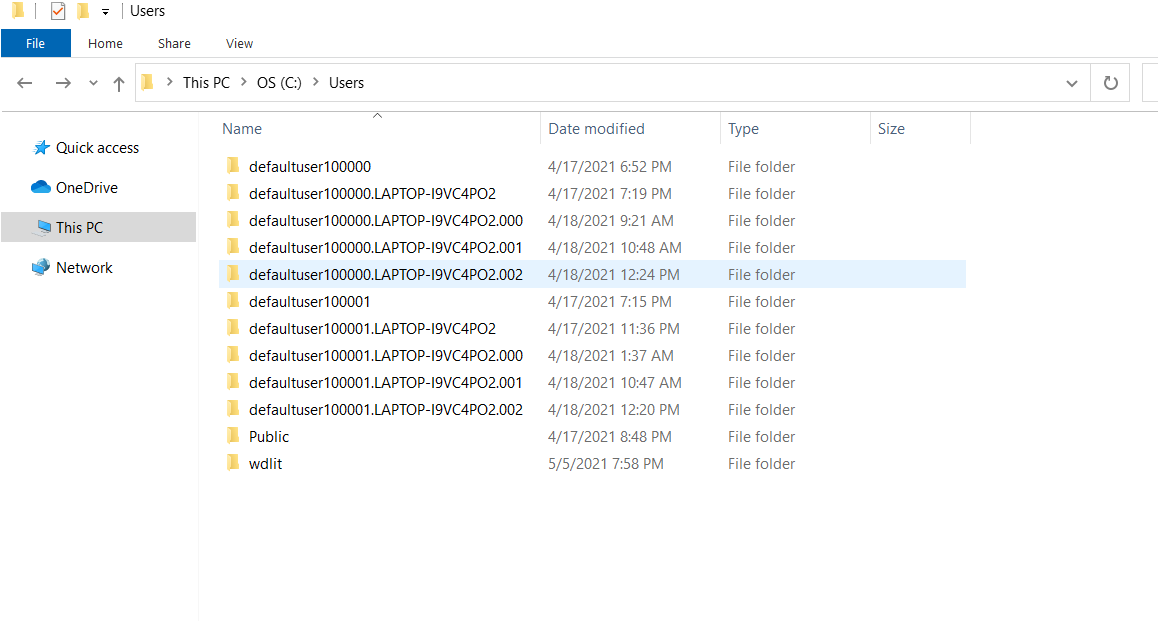 Users
File Home Share View
This PC OS (C:) Users
Name Date modified Type Size
Quick access
OneDrive
This PC
Network
defaultuser100000 4/17/2021 6:52 PM File folder
defaultuser100000.LAPTOP-I9VC4PO2 4/17/2021 7:19 PM File folder
defaultuser100000.LAPTOP-I9VC4PO2.000 4/18/2021 9:21 AM File folder
defaultuser100000.LAPTOP-I9VC4PO2.001 4/18/2021 10:48 AM File folder
defaultuser100000.LAPTOP-I9VC4PO2.002 4/18/2021 12:24 PM File folder
defaultuser100001 4/17/2021 7:15 PM File folder
defaultuser100001.LAPTOP-I9VC4PO2 4/17/2021 11:36 PM File folder
defaultuser100001.LAPTOP-I9VC4PO2.000 4/18/2021 1:37 AM File folder
defaultuser100001.LAPTOP-I9VC4PO2.001 4/18/2021 10:47 AM File folder
defaultuser100001.LAPTOP-I9VC4PO2.002 4/18/2021 12:20 PM File folder
Public 4/17/2021 8:48 PM File folder
wdlit 5/5/2021 7:58 PM File folder